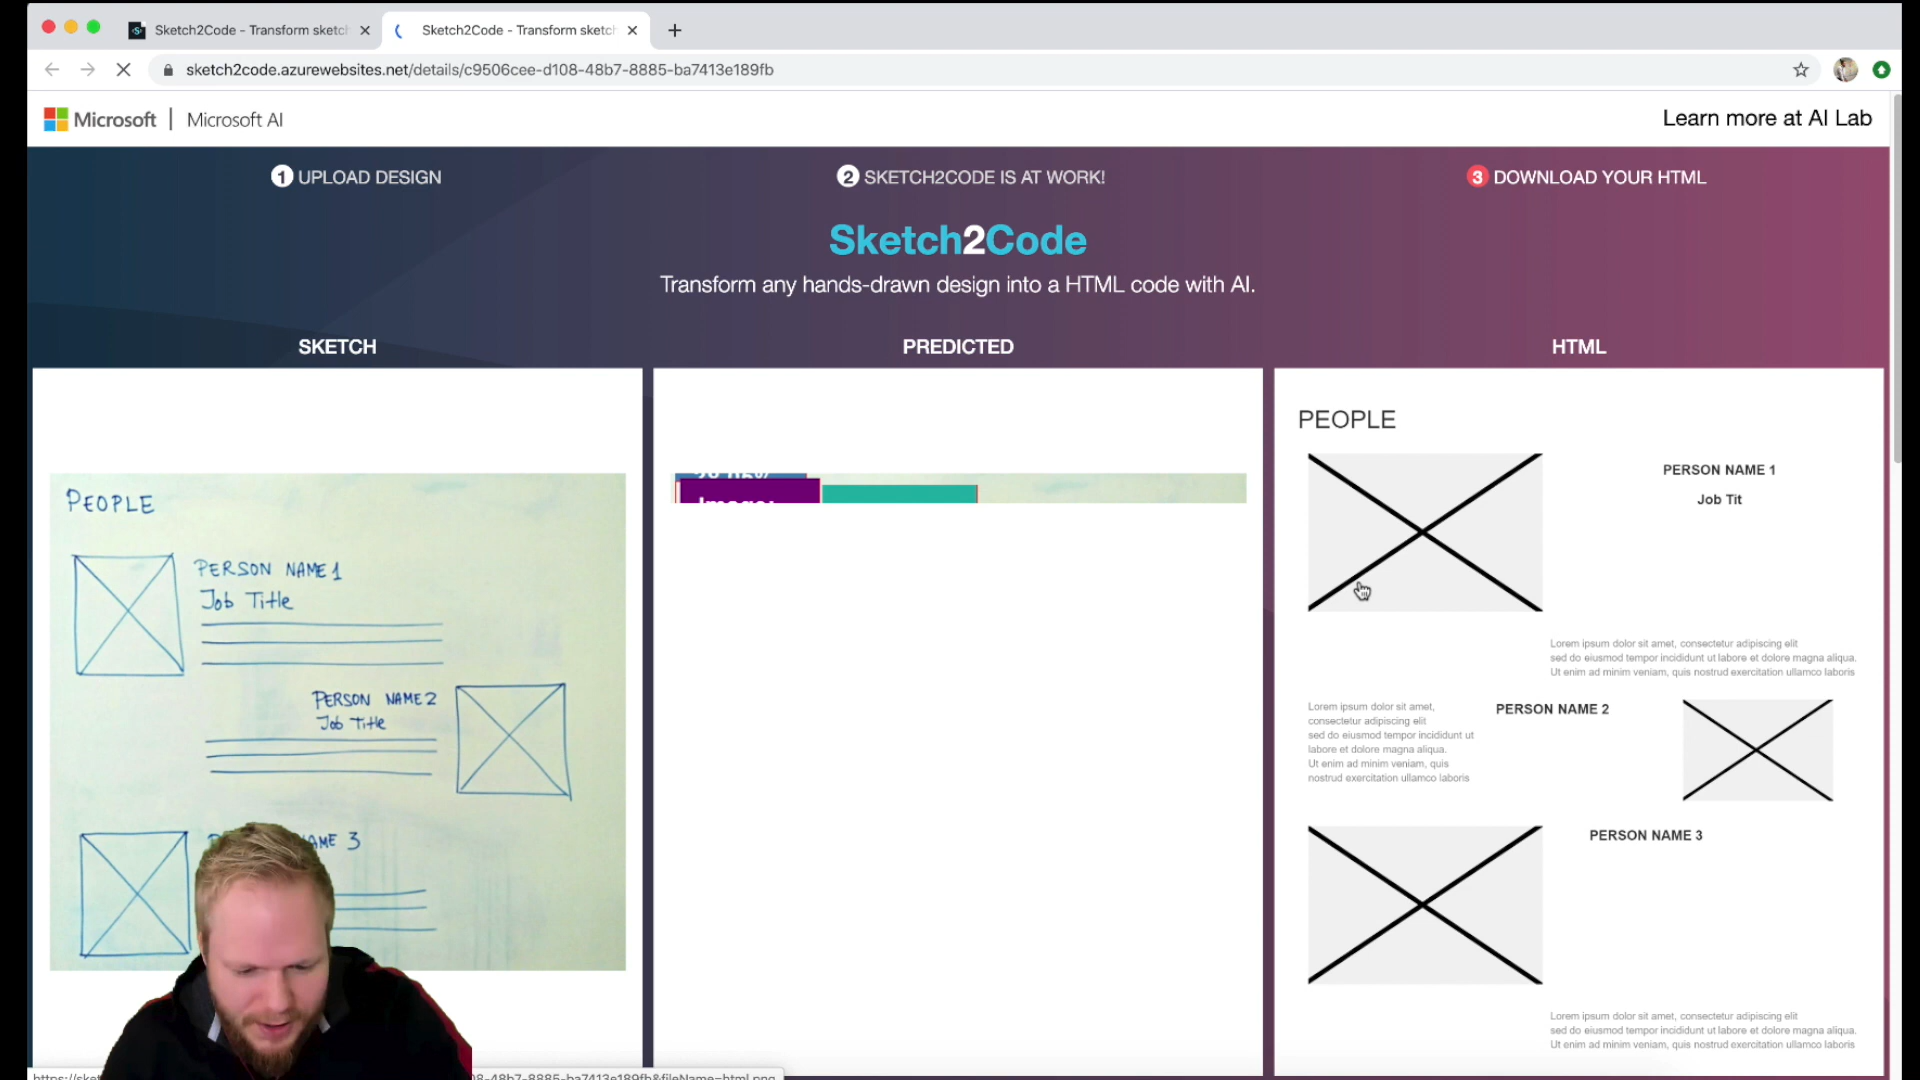 Sketch2Code - Transform sketch
Sketch2Code - Transform sketch
sketch2code.azurewebsites.net/details/c9506cee-d108-48b7-8885-ba7413e189fb
Microsoft | Microsoft AI
Learn more at AI Lab
1 UPLOAD DESIGN
2 SKETCH2CODE IS AT WORK!
3 DOWNLOAD YOUR HTML
Sketch2Code
Transform any hands-drawn design into a HTML code with AI.
SKETCH
PEOPLE
PERSON NAME 1
Job Title
PERSON NAME 2
Job Title
NAME 3
PREDICTED
Image:
HTML
PEOPLE
PERSON NAME 1
Job Tit
Lorem ipsum dolor sit amet, consectetur adipiscing elit
sed do eiusmod tempor incididunt ut labore et dolore magna aliqua.
Ut enim ad minim veniam, quis nostrud exercitation ullamco laboris
Lorem ipsum dolor sit amet,
consectetur adipiscing elit
sed do eiusmod tempor incididunt ut
labore et dolore magna aliqua.
Ut enim ad minim veniam, quis
nostrud exercitation ullamco laboris
PERSON NAME 2
PERSON NAME 3
Lorem ipsum dolor sit amet, consectetur adipiscing elit
sed do eiusmod tempor incididunt ut labore et dolore magna aliqua.
Ut enim ad minim veniam, quis nostrud exercitation ullamco laboris